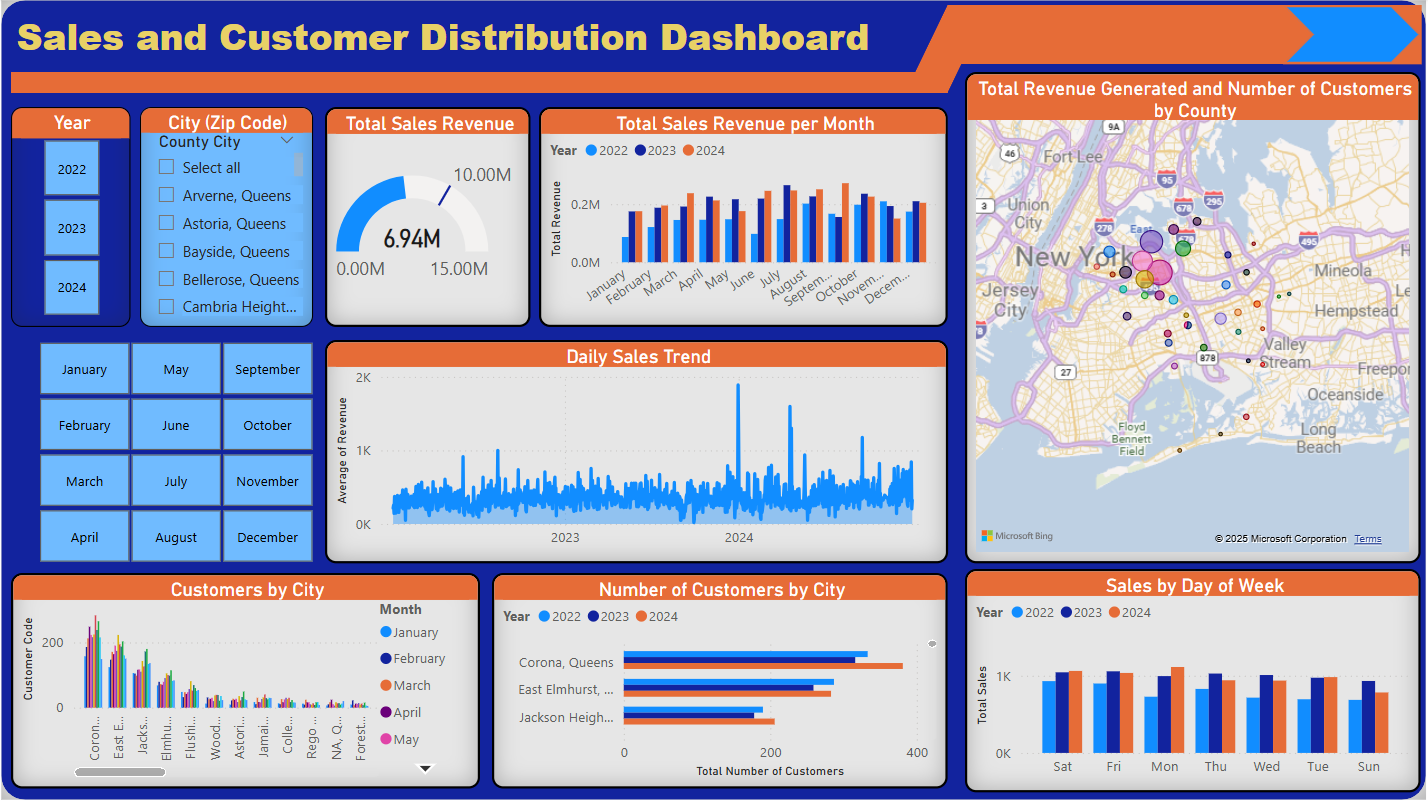 Sales and Customer Distribution Dashboard
Year
2022
2023
2024
City (Zip Code)
County City
Select all
Arverne, Queens
Astoria, Queens
Bayside, Queens
Bellerose, Queens
Cambria Height...
Total Sales Revenue
10.00M
6.94M
0.00M
15.00M
Total Sales Revenue per Month
Year 2022 2023 2024
Total Revenue
0.2M
0.0M
January
February
March
April
May
June
July
August
Septem...
October
Novem...
Decem...
Total Revenue Generated and Number of Customers
by County
9A
46
Fort Lee
95
3
Union
City
678
295
278
East
495
New York
Mineola
Jersey
City
Hempstead
Valley
Stream
878
27
Freepor
Oceanside
Long
Beach
Floyd
Bennett
Field
Microsoft Bing
© 2025 Microsoft Corporation Terms
January
May
September
February
June
October
March
July
November
April
August
December
Daily Sales Trend
Average of Revenue
2K
1K
0K
2023
2024
Customers by City
Customer Code
200
0
Coron...
East E...
Jacks...
Elmhu...
Flushi...
Wood...
Astori...
Jamai...
Colle...
Rego ...
NA, Q...
Forest...
Month
January
February
March
April
May
Number of Customers by City
Year 2022 2023 2024
Corona, Queens
East Elmhurst, ...
Jackson Heigh...
0
200
400
Total Number of Customers
Sales by Day of Week
Year 2022 2023 2024
Total Sales
1K
0K
Sat
Fri
Mon
Thu
Wed
Tue
Sun